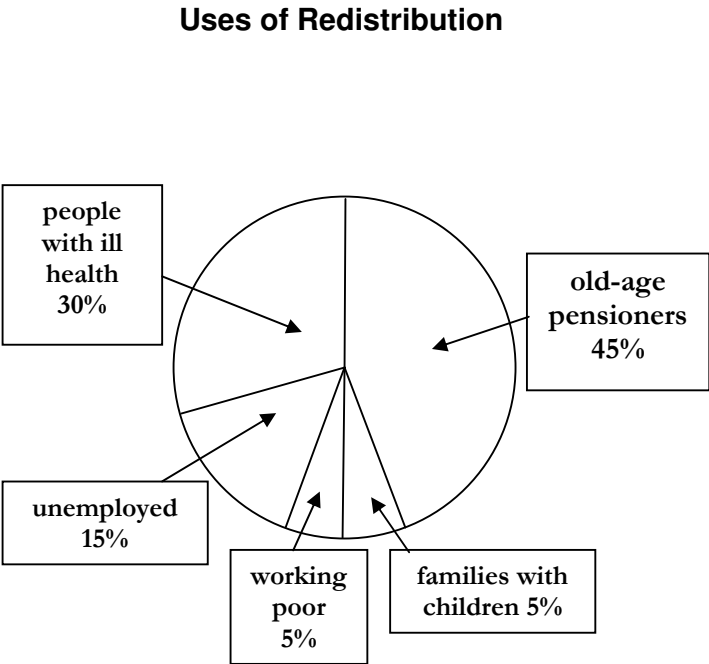 Uses of Redistribution
people
with ill
health
30%
old-age
pensioners
45%
unemployed
15%
working
poor
5%
families with
children 5%